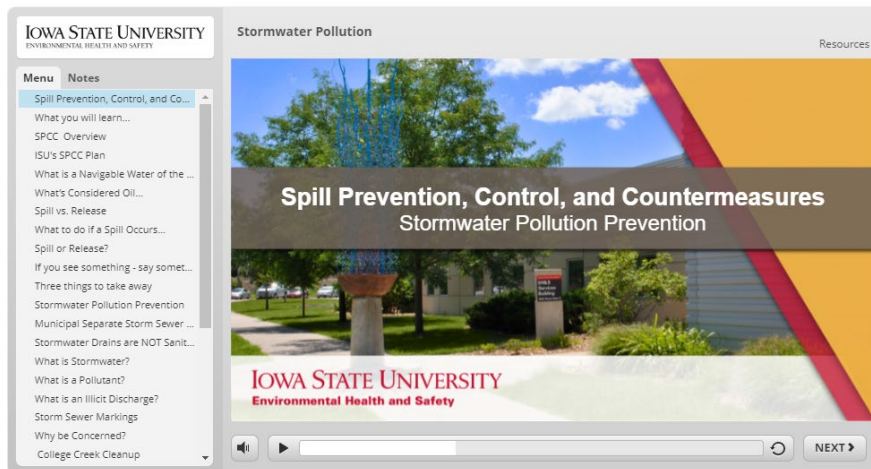 IOWA STATE UNIVERSITY
ENVIRONMENTAL HEALTH AND SAFETY
Stormwater Pollution
Resources
Menu Notes
Spill Prevention, Control, and Co...
What you will learn...
SPCC Overview
ISU's SPCC Plan
What is a Navigable Water of the ...
What's Considered Oil...
Spill vs. Release
What to do if a Spill Occurs...
Spill or Release?
If you see something - say somet...
Three things to take away
Stormwater Pollution Prevention
Municipal Separate Storm Sewer ...
Stormwater Drains are NOT Sanit...
What is Stormwater?
What is a Pollutant?
What is an Illicit Discharge?
Storm Sewer Markings
Why be Concerned?
College Creek Cleanup
Spill Prevention, Control, and Countermeasures
Stormwater Pollution Prevention
Services
Building
IOWA STATE UNIVERSITY
Environmental Health and Safety
NEXT